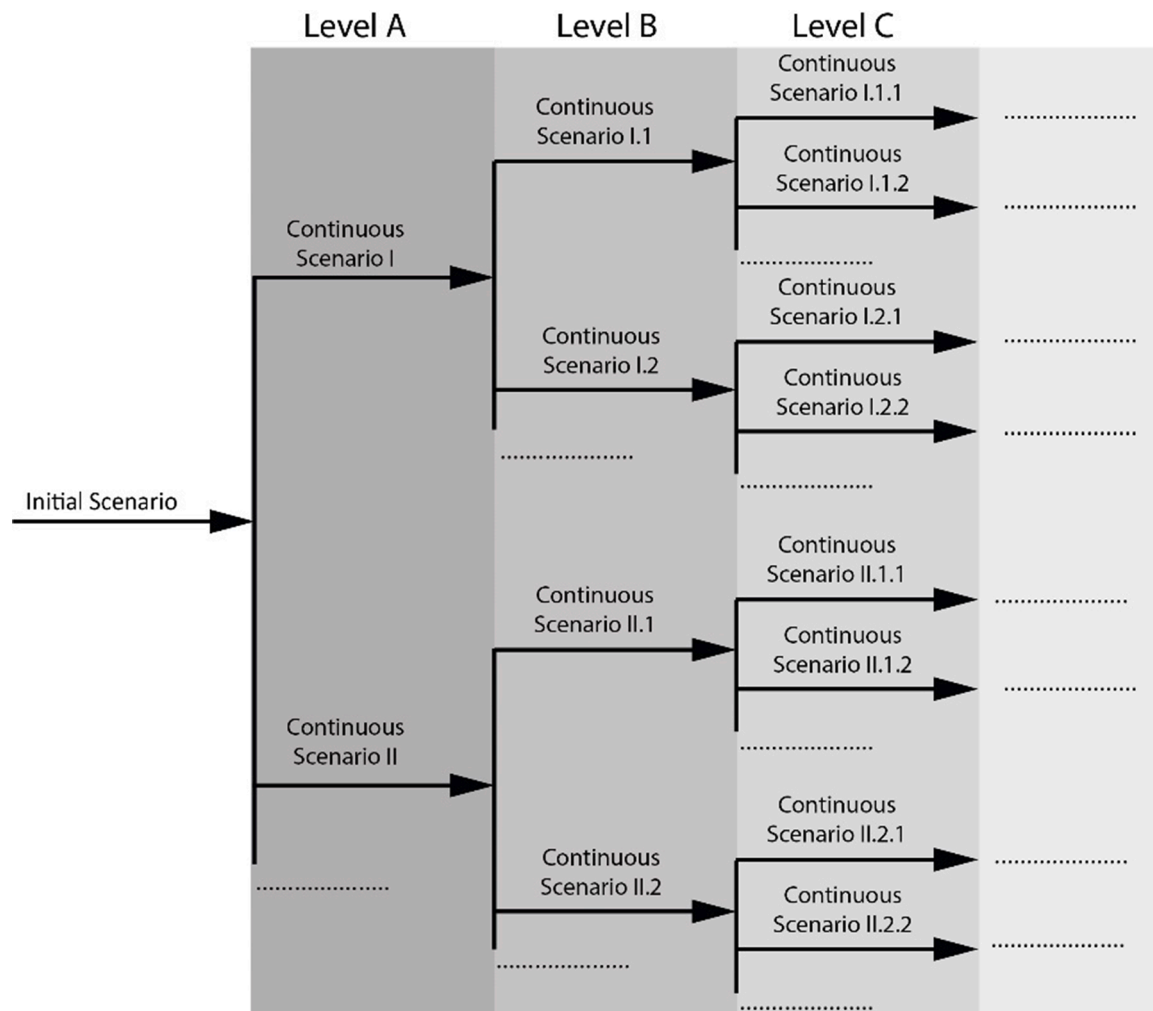 Level A
Level B
Level C
Initial Scenario
Continuous
Scenario I
Continuous
Scenario II
.....................
Continuous
Scenario I.1
Continuous
Scenario I.2
.....................
Continuous
Scenario II.1
Continuous
Scenario II.2
.....................
Continuous
Scenario I.1.1
Continuous
Scenario I.1.2
.....................
Continuous
Scenario I.2.1
Continuous
Scenario I.2.2
.....................
Continuous
Scenario II.1.1
Continuous
Scenario II.1.2
.....................
Continuous
Scenario II.2.1
Continuous
Scenario II.2.2
.....................
.....................
.....................
.....................
.....................
.....................
.....................
.....................
.....................